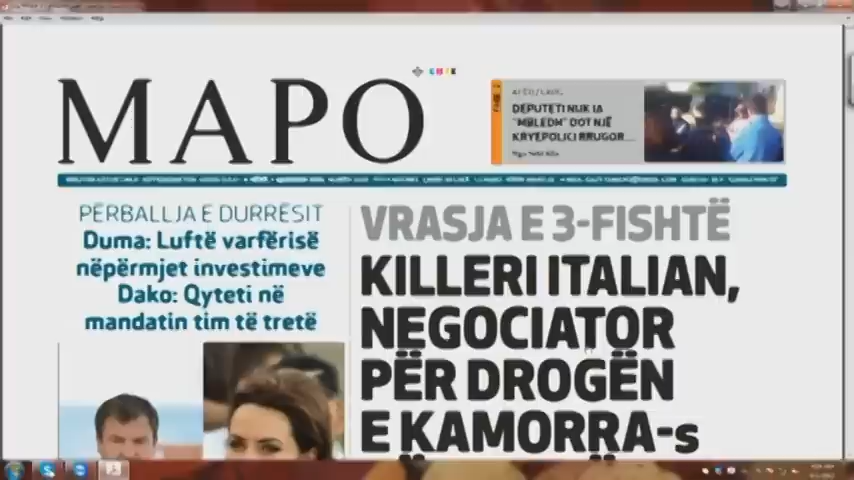 MAPO
DEPUTETI NUK IA
"MBLEDH" DOT NJË
KRYEPOLICI RRUGOR...
PËRBALLJA E DURRËSIT
Duma: Luftë varfërisë
nëpërmjet investimeve
Dako: Qyteti në
mandatin tim të tretë
VRASJA E 3-FISHTË
KILLERI ITALIAN,
NEGOCIATOR
PËR DROGËN
E KAMORRA-s